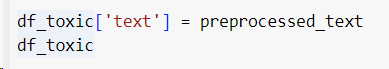 df_toxic['text'] = preprocessed_text
df_toxic